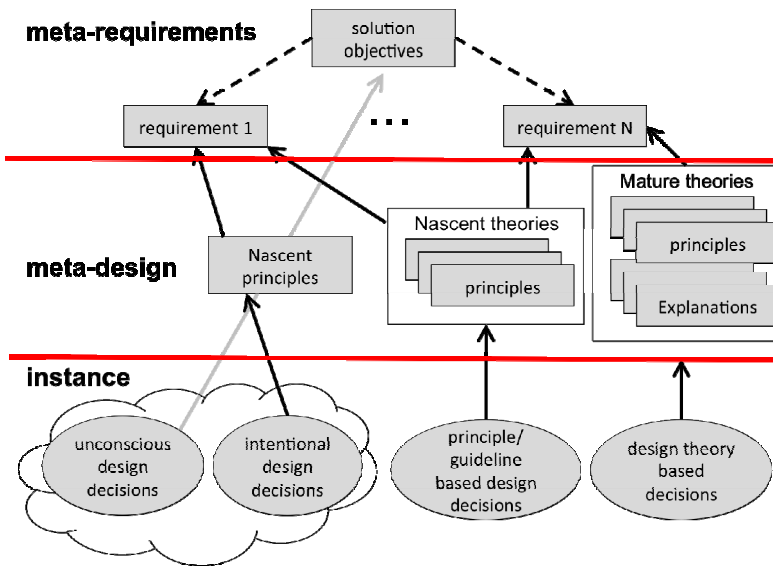 meta-requirements
solution
objectives
requirement 1
...
requirement N
Mature theories
principles
Explanations
Nascent theories
principles
meta-design
Nascent
principles
instance
unconscious
design
decisions
intentional
design
decisions
principle/
guideline
based design
decisions
design theory
based
decisions